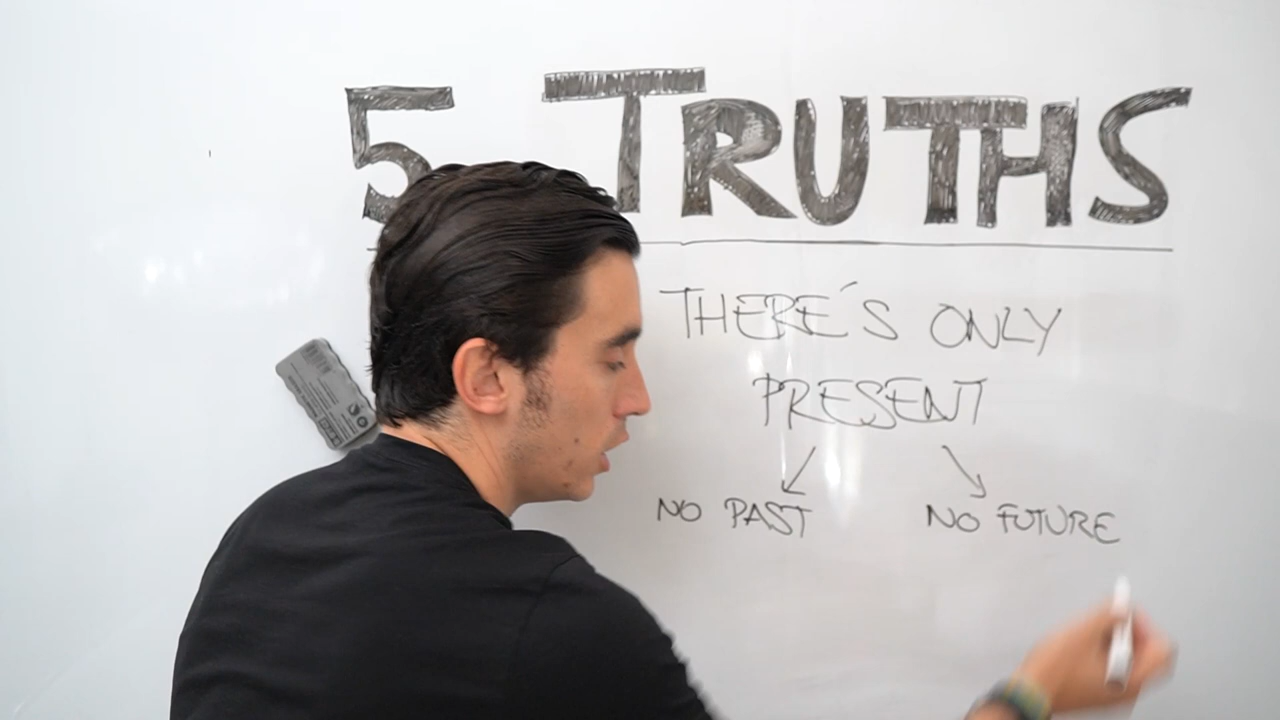 5 TRUTHS
THERE´S ONLY
PRESENT
NO PAST
NO FUTURE